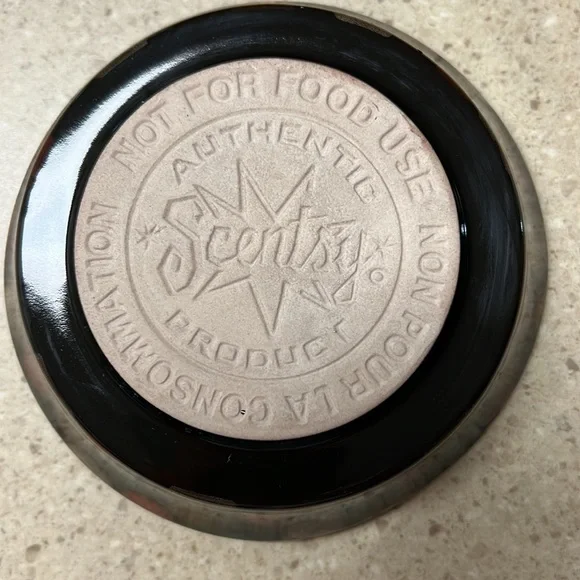 NOT FOR FOOD USE
NON POUR LA CONSOMMATION
AUTHENTIC
Scentsy
PRODUCT